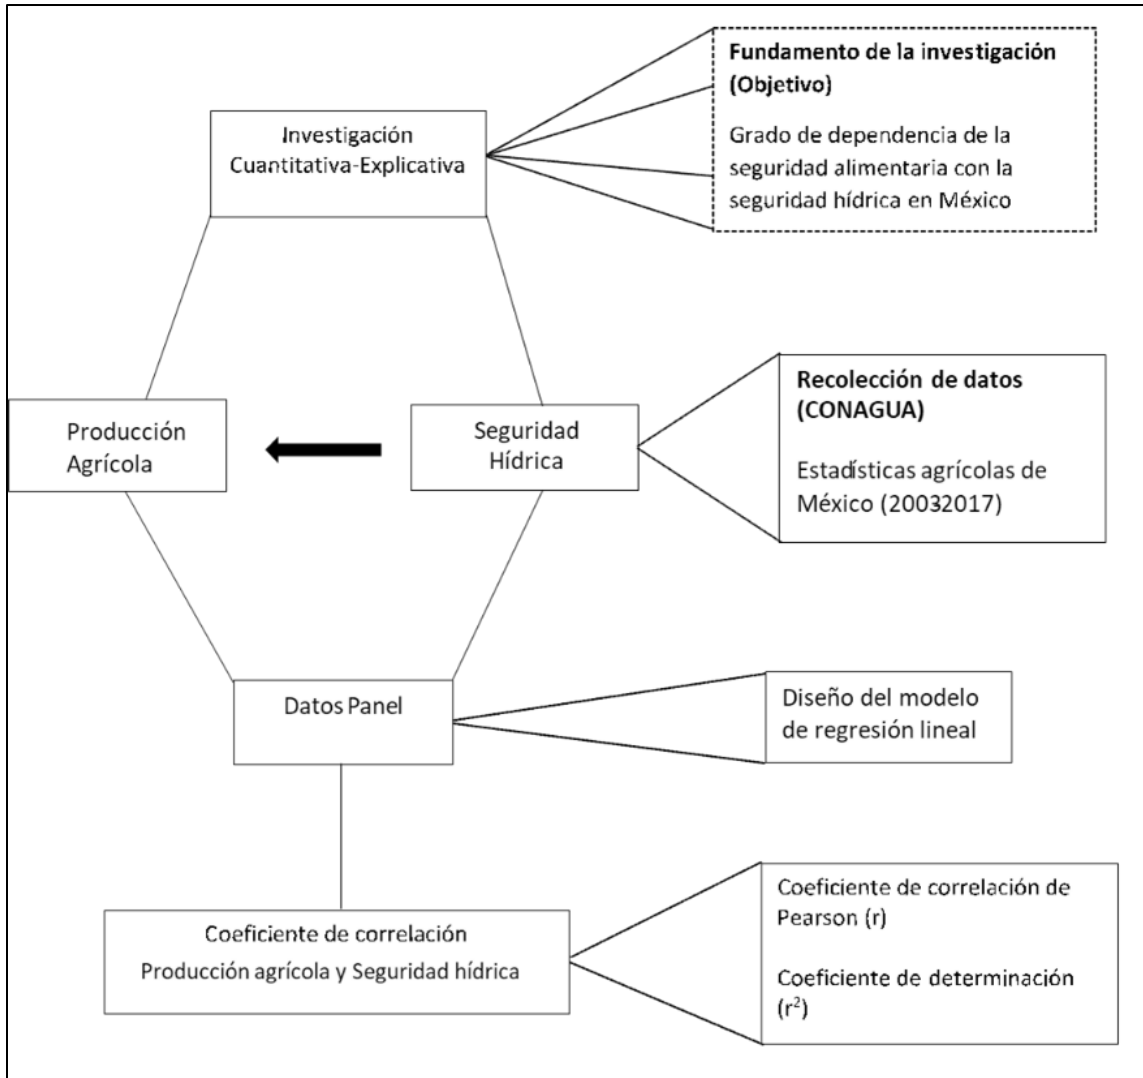 Fundamento de la investigación
(Objetivo)
Grado de dependencia de la
seguridad alimentaria con la
seguridad hídrica en México
Investigación
Cuantitativa-Explicativa
Producción
Agrícola
Seguridad
Hídrica
Recolección de datos
(CONAGUA)
Estadísticas agrícolas de
México (20032017)
Datos Panel
Diseño del modelo
de regresión lineal
Coeficiente de correlación
Producción agrícola y Seguridad hídrica
Coeficiente de correlación de
Pearson (r)
Coeficiente de determinación
(r²)